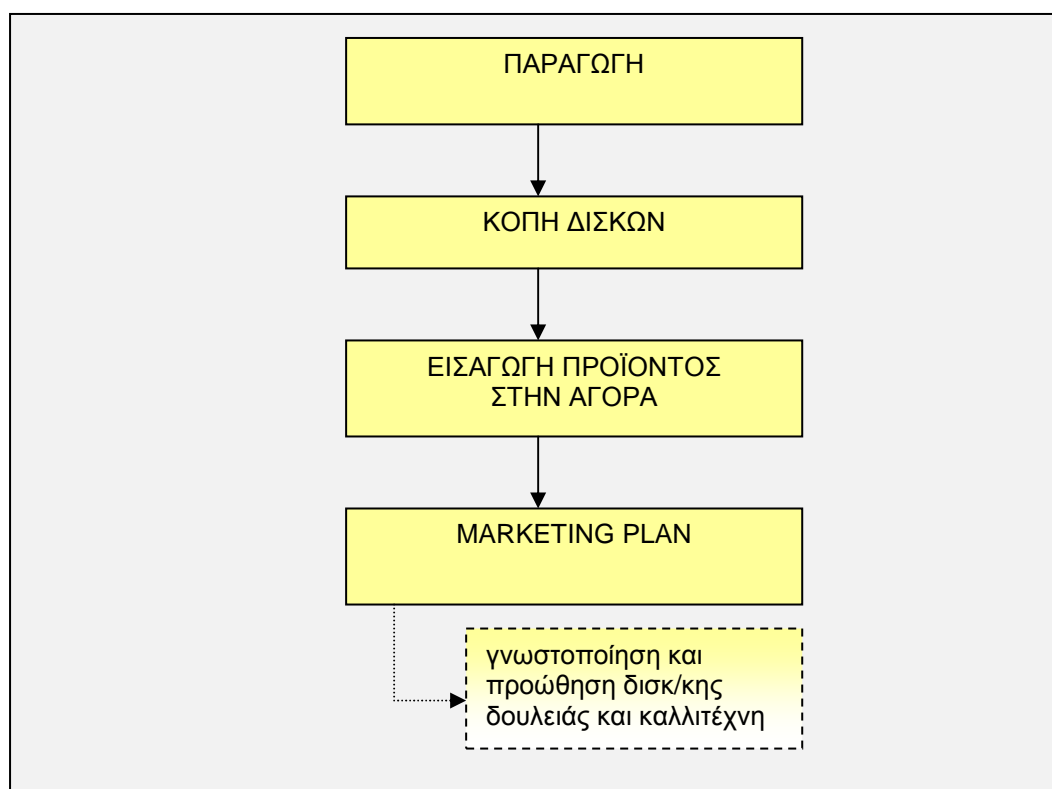 ΠΑΡΑΓΩΓΗ
ΚΟΠΗ ΔΙΣΚΩΝ
ΕΙΣΑΓΩΓΗ ΠΡΟΪΟΝΤΟΣ
ΣΤΗΝ ΑΓΟΡΑ
MARKETING PLAN
γνωστοποίηση και
προώθηση δισκ/κης
δουλειάς και καλλιτέχνη